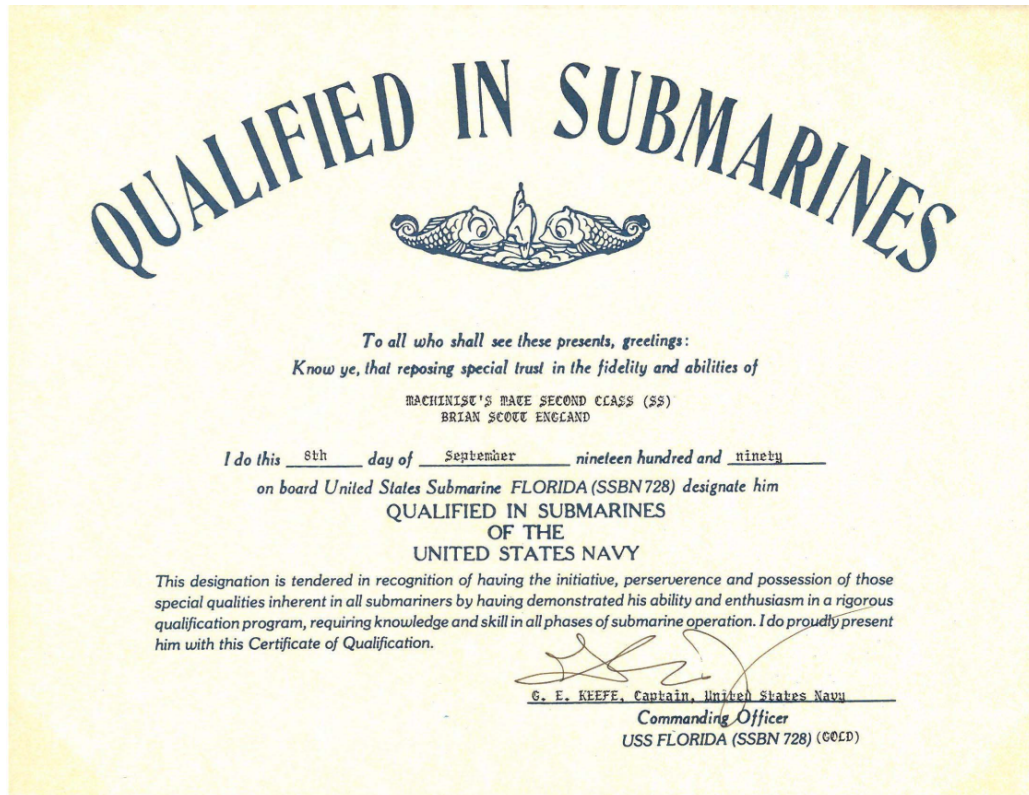 QUALIFIED IN SUBMARINES
To all who shall see these presents, greetings:
Know ye, that reposing special trust in the fidelity and abilities of
MACHINIST'S MATE SECOND CLASS (SS)
BRIAN SCOTT ENGLAND
I do this 8th day of September nineteen hundred and ninety
on board United States Submarine FLORIDA (SSBN 728) designate him
QUALIFIED IN SUBMARINES
OF THE
UNITED STATES NAVY
This designation is tendered in recognition of having the initiative, perserverence and possession of those
special qualities inherent in all submariners by having demonstrated his ability and enthusiasm in a rigorous
qualification program, requiring knowledge and skill in all phases of submarine operation. I do proudly present
him with this Certificate of Qualification.
G. E. KEEFE, Captain, United States Navy
Commanding Officer
USS FLORIDA (SSBN 728) (GOLD)